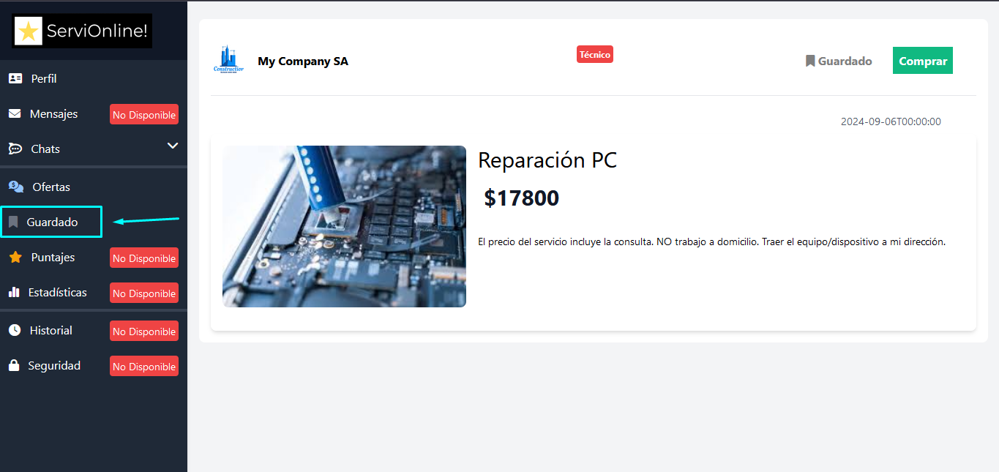 ServiOnline!
Perfil
Mensajes No Disponible
Chats
Ofertas
Guardado
Puntajes No Disponible
Estadísticas No Disponible
Historial No Disponible
Seguridad No Disponible
Construction
My Company SA
Técnico
Guardado
Comprar
2024-09-06T00:00:00
Reparación PC
$17800
El precio del servicio incluye la consulta. NO trabajo a domicilio. Traer el equipo/dispositivo a mi dirección.